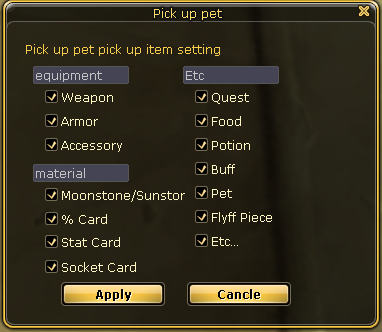 Pick up pet
Pick up pet pick up item setting
equipment
Weapon
Armor
Accessory
material
Moonstone/Sunstor
% Card
Stat Card
Socket Card
Etc
Quest
Food
Potion
Buff
Pet
Flyff Piece
Etc...
Apply
Cancle